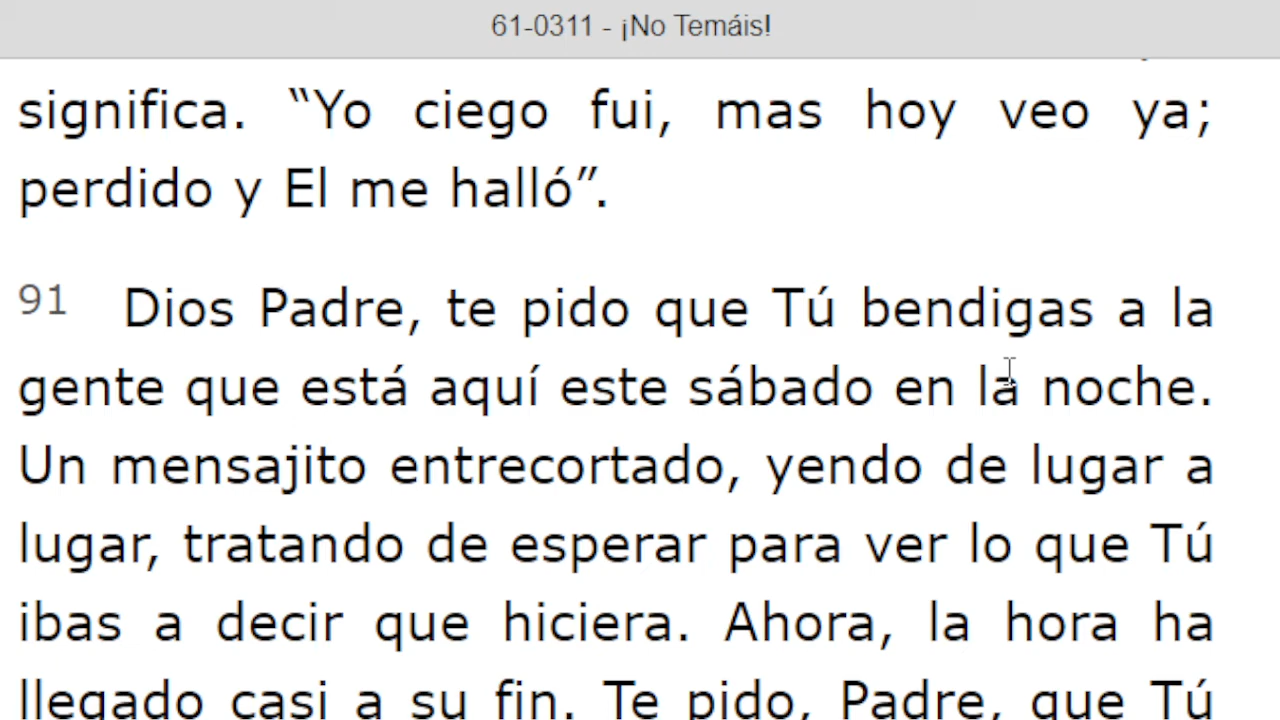 61-0311 - ¡No Temáis!
significa. “Yo ciego fui, mas hoy veo ya;
perdido y El me halló”.
91 Dios Padre, te pido que Tú bendigas a la
gente que está aquí este sábado en la noche.
Un mensajito entrecortado, yendo de lugar a
lugar, tratando de esperar para ver lo que Tú
ibas a decir que hiciera. Ahora, la hora ha
llegado casi a su fin. Te pido, Padre, que Tú